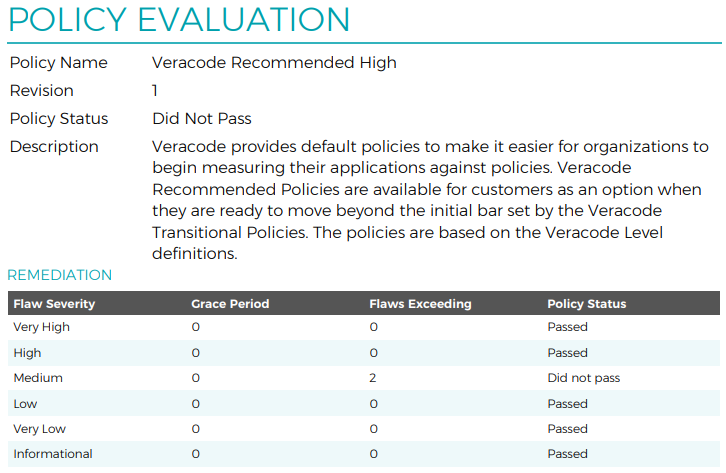 POLICY EVALUATION
Policy Name Veracode Recommended High
Revision 1
Policy Status Did Not Pass
Description Veracode provides default policies to make it easier for organizations to
begin measuring their applications against policies. Veracode
Recommended Policies are available for customers as an option when
they are ready to move beyond the initial bar set by the Veracode
Transitional Policies. The policies are based on the Veracode Level
definitions.
REMEDIATION
Flaw Severity Grace Period Flaws Exceeding Policy Status
Very High 0 0 Passed
High 0 0 Passed
Medium 0 2 Did not pass
Low 0 0 Passed
Very Low 0 0 Passed
Informational 0 0 Passed